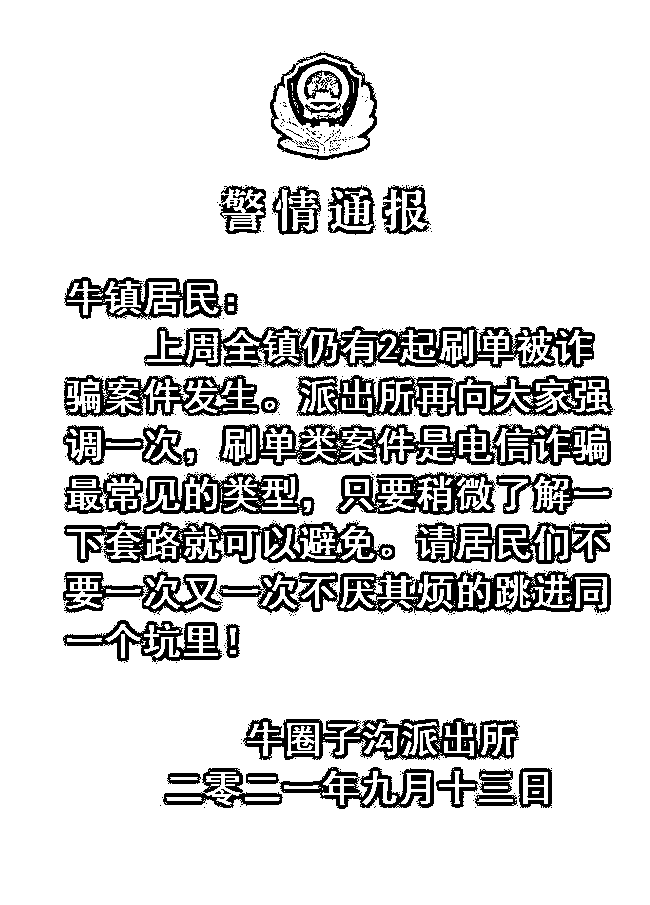 警情通报
牛镇居民：
上周全镇仍有2起刷单被诈
骗案件发生。派出所再向大家强
调一次，刷单类案件是电信诈骗
最常见的类型，只要稍微了解一
下套路就可以避免。请居民们不
要一次又一次不厌其烦的跳进同
一个坑里！
牛圈子沟派出所
二零二一年九月十三日